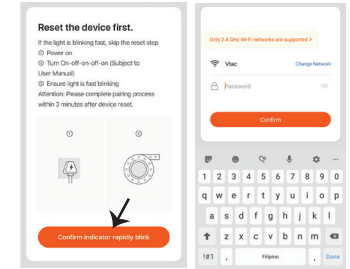 Reset the device first.
If the light is blinking fast, skip the reset step
① Power on
② Turn On-off-on-off-on (Subject to
User Manual)
③ Ensure light is fast blinking
Attention: Please complete pairing process
within 3 minutes after device reset.
① ②
Confirm indicator rapidly blink
Only 2.4 GHz Wi-Fi networks are supported >
Vtac Change Network
Password
Confirm
1 2 3 4 5 6 7 8 9 0
q w e r t y u i o p
a s d f g h j k l
z x c v b n m
!#1 , Filipino . Done